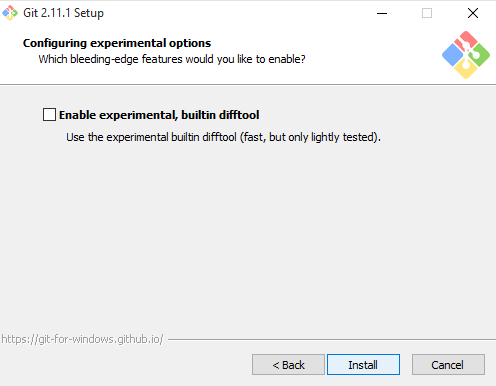 Git 2.11.1 Setup
Configuring experimental options
Which bleeding-edge features would you like to enable?
Enable experimental, builtin difftool
Use the experimental builtin difftool (fast, but only lightly tested).
https://git-for-windows.github.io/
< Back
Install
Cancel